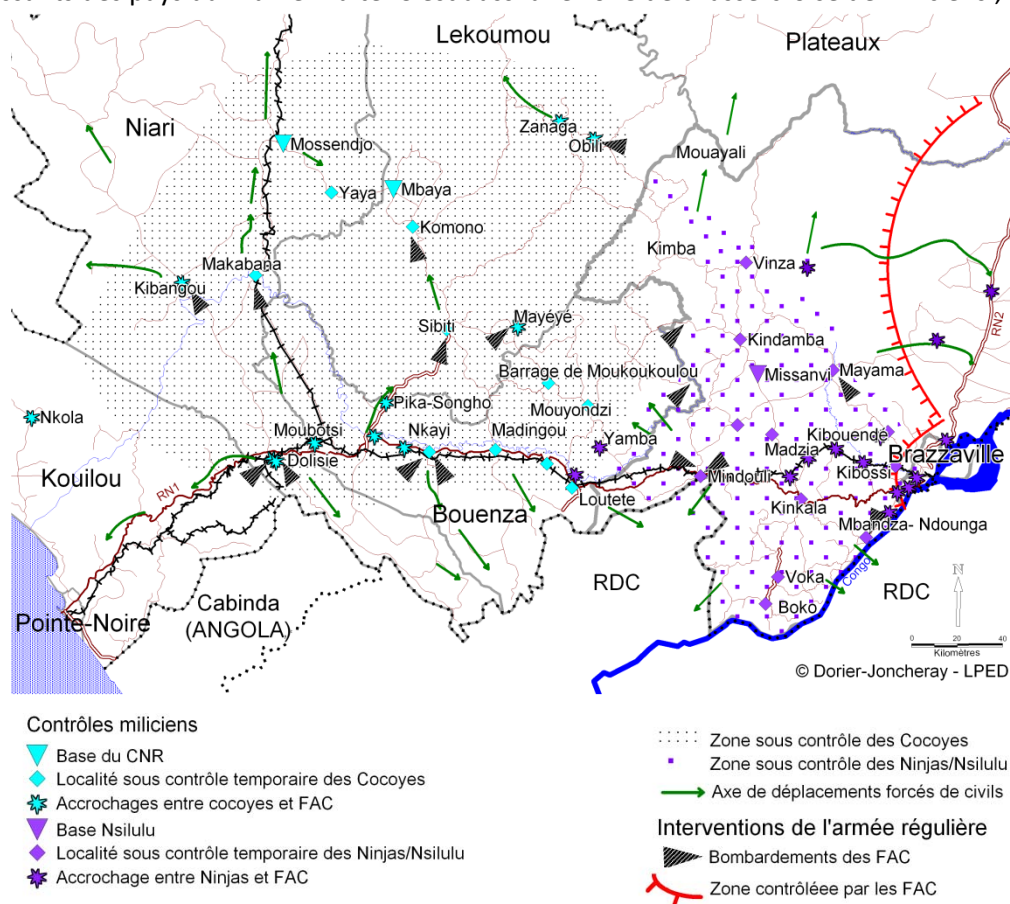 Lekoumou
Plateaux
Niari
Zanaga
Obili
Mossendjo
Mouayali
Yaya
Mbaya
Komono
Kimba
Makabana
Vinza
Kibangou
RN2
Sibiti
Mayéyé
Kindamba
Barrage de Moukoukoulou
Missanvi
Mayama
Pika-Songho
Mouyondzi
Nkola
Moubotsi
Nkayi
Madingou
Yamba
Kibouende
Madzia
Brazzaville
Dolisie
Kibossi
Kouilou
Mindouli
RN1
Loutete
Kinkala
Bouenza
Mbandza- Ndounga
RDC
Voka
Congo
RDC
N
Cabinda
(ANGOLA)
Pointe-Noire
Boko
0 20 40
Kilomètres
© Dorier-Joncheray - LPED
Contrôles miliciens
Base du CNR
Localité sous contrôle temporaire des Cocoyes
Accrochages entre cocoyes et FAC
Base Nsilulu
Localité sous contrôle temporaire des Ninjas/Nsilulu
Accrochage entre Ninjas et FAC
Zone sous contrôle des Cocoyes
Zone sous contrôle des Ninjas/Nsilulu
Axe de déplacements forcés de civils
Interventions de l'armée régulière
Bombardements des FAC
Zone contrôléee par les FAC